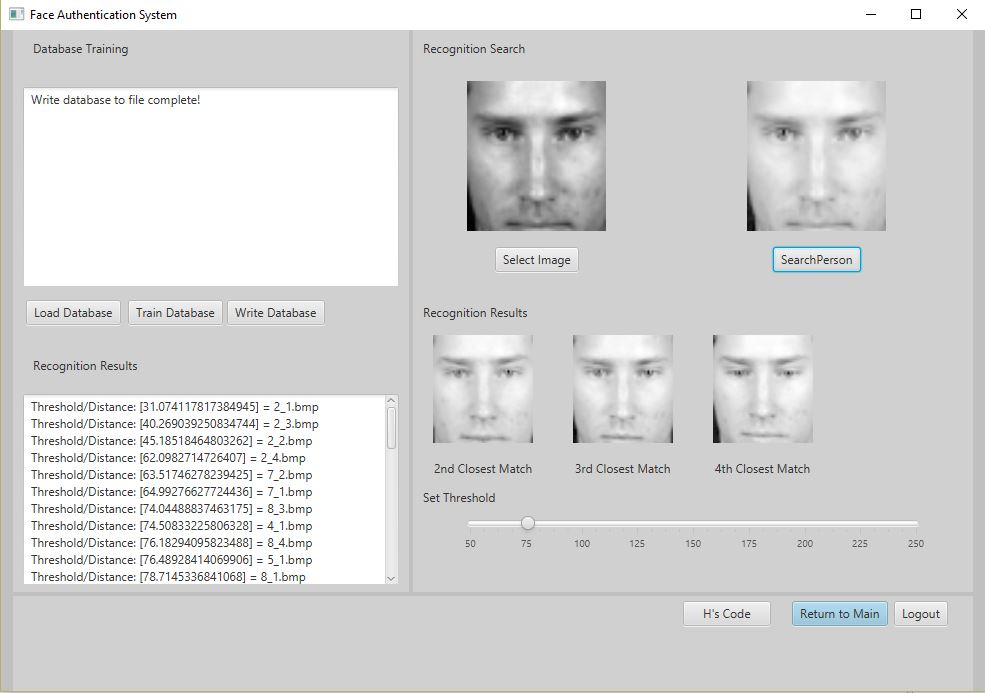 Face Authentication System
Database Training
Write database to file complete!
Load Database
Train Database
Write Database
Recognition Results
Threshold/Distance: [31.074117817384945] = 2_1.bmp
Threshold/Distance: [40.269039250834744] = 2_3.bmp
Threshold/Distance: [45.18518464803262] = 2_2.bmp
Threshold/Distance: [62.0982714726407] = 2_4.bmp
Threshold/Distance: [63.51746278239425] = 7_2.bmp
Threshold/Distance: [64.99276627724436] = 7_1.bmp
Threshold/Distance: [74.04488837463175] = 8_3.bmp
Threshold/Distance: [74.50833225806328] = 4_1.bmp
Threshold/Distance: [76.18294095823488] = 8_4.bmp
Threshold/Distance: [76.48928414069906] = 5_1.bmp
Threshold/Distance: [78.7145336841068] = 8_1.bmp
Recognition Search
Select Image
SearchPerson
Recognition Results
2nd Closest Match
3rd Closest Match
4th Closest Match
Set Threshold
50 75 100 125 150 175 200 225 250
H's Code
Return to Main
Logout